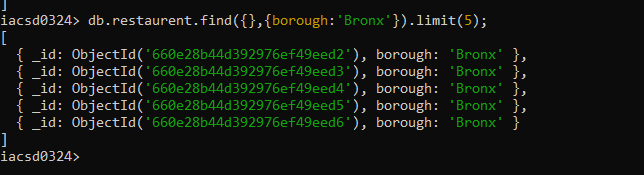 ]
iacsd0324> db.restaurent.find({},{borough:'Bronx'}).limit(5);
[
  { _id: ObjectId('660e28b44d392976ef49eed2'), borough: 'Bronx' },
  { _id: ObjectId('660e28b44d392976ef49eed3'), borough: 'Bronx' },
  { _id: ObjectId('660e28b44d392976ef49eed4'), borough: 'Bronx' },
  { _id: ObjectId('660e28b44d392976ef49eed5'), borough: 'Bronx' },
  { _id: ObjectId('660e28b44d392976ef49eed6'), borough: 'Bronx' }
]
iacsd0324>